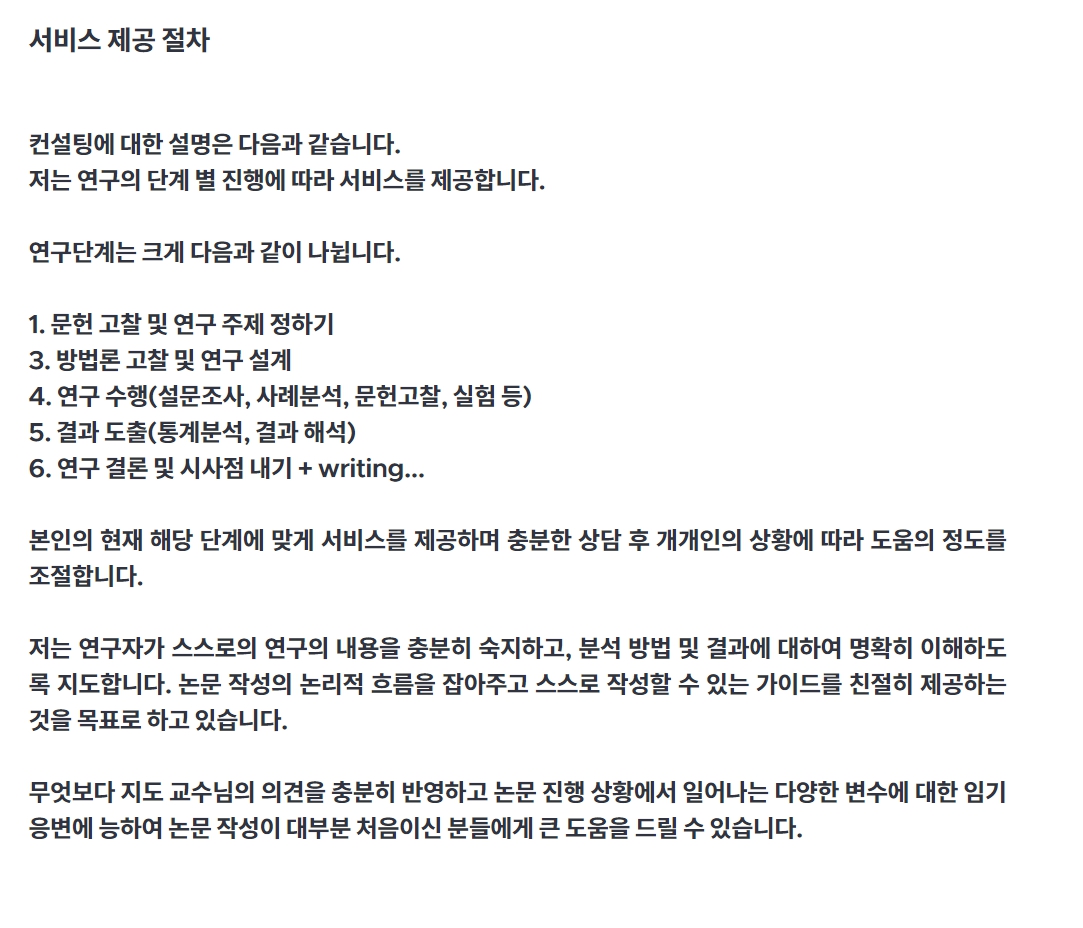 서비스 제공 절차
컨설팅에 대한 설명은 다음과 같습니다.
저는 연구의 단계 별 진행에 따라 서비스를 제공합니다.
연구단계는 크게 다음과 같이 나뉩니다.
1. 문헌 고찰 및 연구 주제 정하기
3. 방법론 고찰 및 연구 설계
4. 연구 수행(설문조사, 사례분석, 문헌고찰, 실험 등)
5. 결과 도출(통계분석, 결과 해석)
6. 연구 결론 및 시사점 내기 + writing...
본인의 현재 해당 단계에 맞게 서비스를 제공하며 충분한 상담 후 개개인의 상황에 따라 도움의 정도를
조절합니다.
저는 연구자가 스스로의 연구의 내용을 충분히 숙지하고, 분석 방법 및 결과에 대하여 명확히 이해하도
록 지도합니다. 논문 작성의 논리적 흐름을 잡아주고 스스로 작성할 수 있는 가이드를 친절히 제공하는
것을 목표로 하고 있습니다.
무엇보다 지도 교수님의 의견을 충분히 반영하고 논문 진행 상황에서 일어나는 다양한 변수에 대한 임기
응변에 능하여 논문 작성이 대부분 처음이신 분들에게 큰 도움을 드릴 수 있습니다.